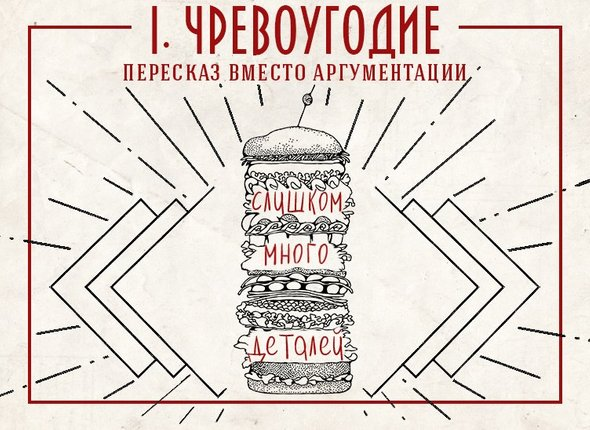 I. ЧРЕВОУГОДИЕ
ПЕРЕСКАЗ ВМЕСТО АРГУМЕНТАЦИИ
СЛИШКОМ
МНОГО
ДЕТАЛЕЙ